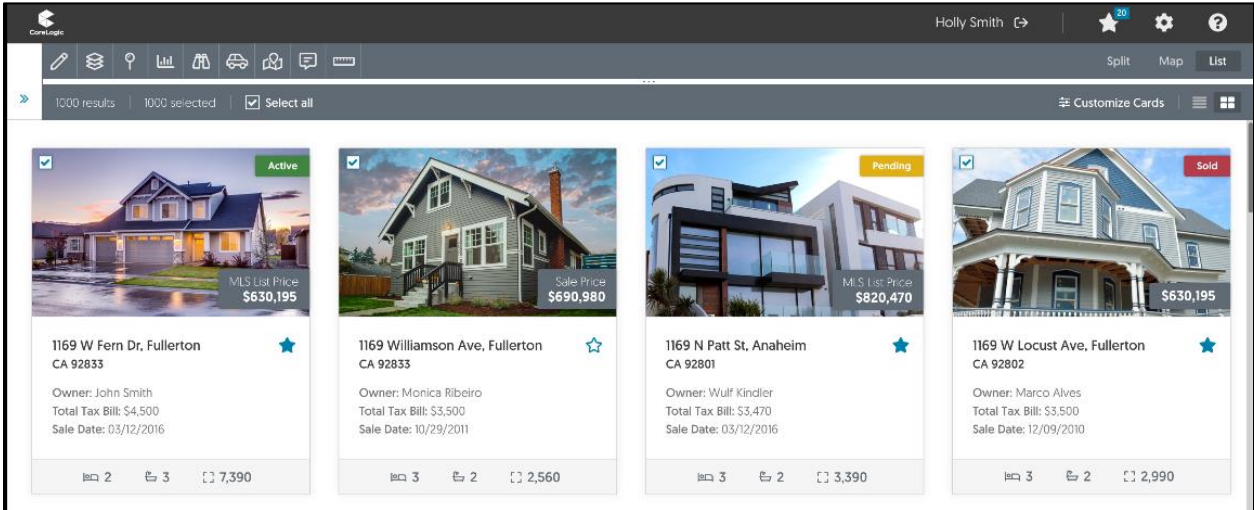 CoreLogic
Holly Smith
20
Split Map List
1000 results
1000 selected
Select all
Customize Cards
Active
MLS List Price
$630,195
1169 W Fern Dr, Fullerton
CA 92833
Owner: John Smith
Total Tax Bill: $4,500
Sale Date: 03/12/2016
2 3 7,390
Sale Price
$690,980
1169 Williamson Ave, Fullerton
CA 92833
Owner: Monica Ribeiro
Total Tax Bill: $3,500
Sale Date: 10/29/2011
3 2 2,560
Pending
MLS List Price
$820,470
1169 N Patt St, Anaheim
CA 92801
Owner: Wulf Kindler
Total Tax Bill: $3,470
Sale Date: 03/12/2016
3 2 3,390
Sold
$630,195
1169 W Locust Ave, Fullerton
CA 92802
Owner: Marco Alves
Total Tax Bill: $3,500
Sale Date: 12/09/2010
3 2 2,990